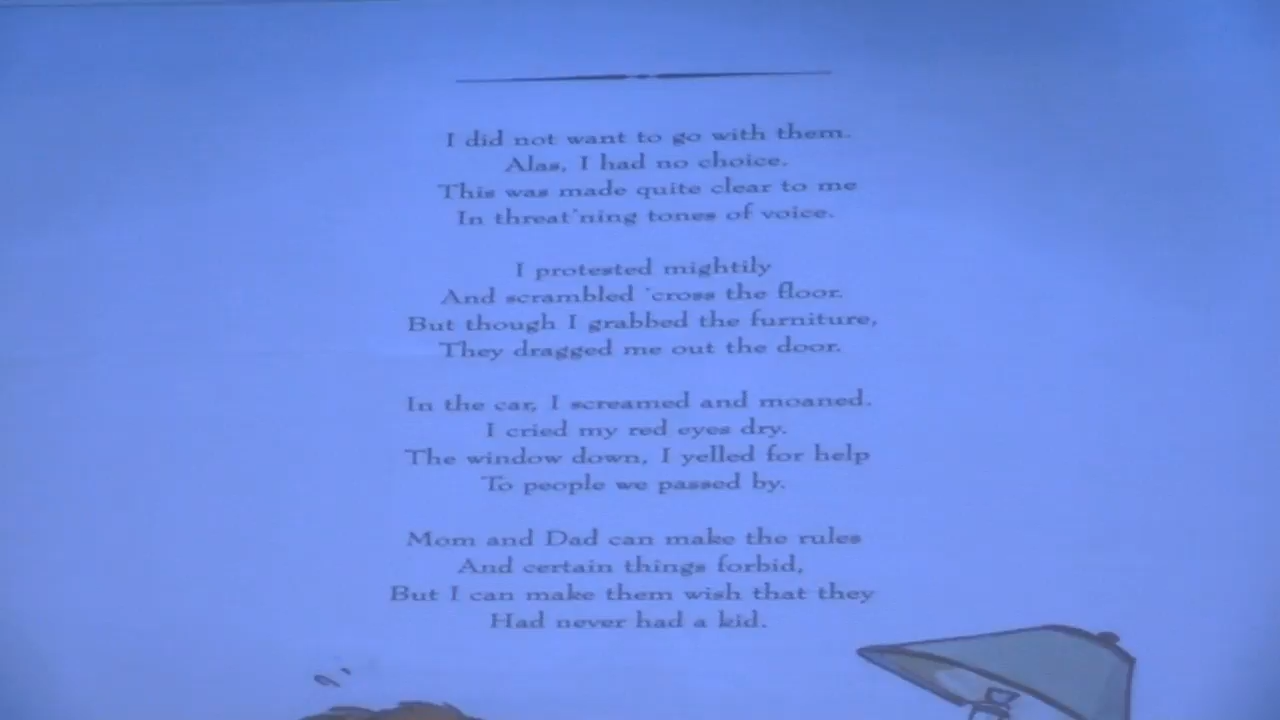 I did not want to go with them.
Alas, I had no choice.
This was made quite clear to me
In threat'ning tones of voice.
I protested mightily
And scrambled 'cross the floor.
But though I grabbed the furniture,
They dragged me out the door.
In the car, I screamed and moaned.
I cried my red eyes dry.
The window down, I yelled for help
To people we passed by.
Mom and Dad can make the rules
And certain things forbid,
But I can make them wish that they
Had never had a kid.